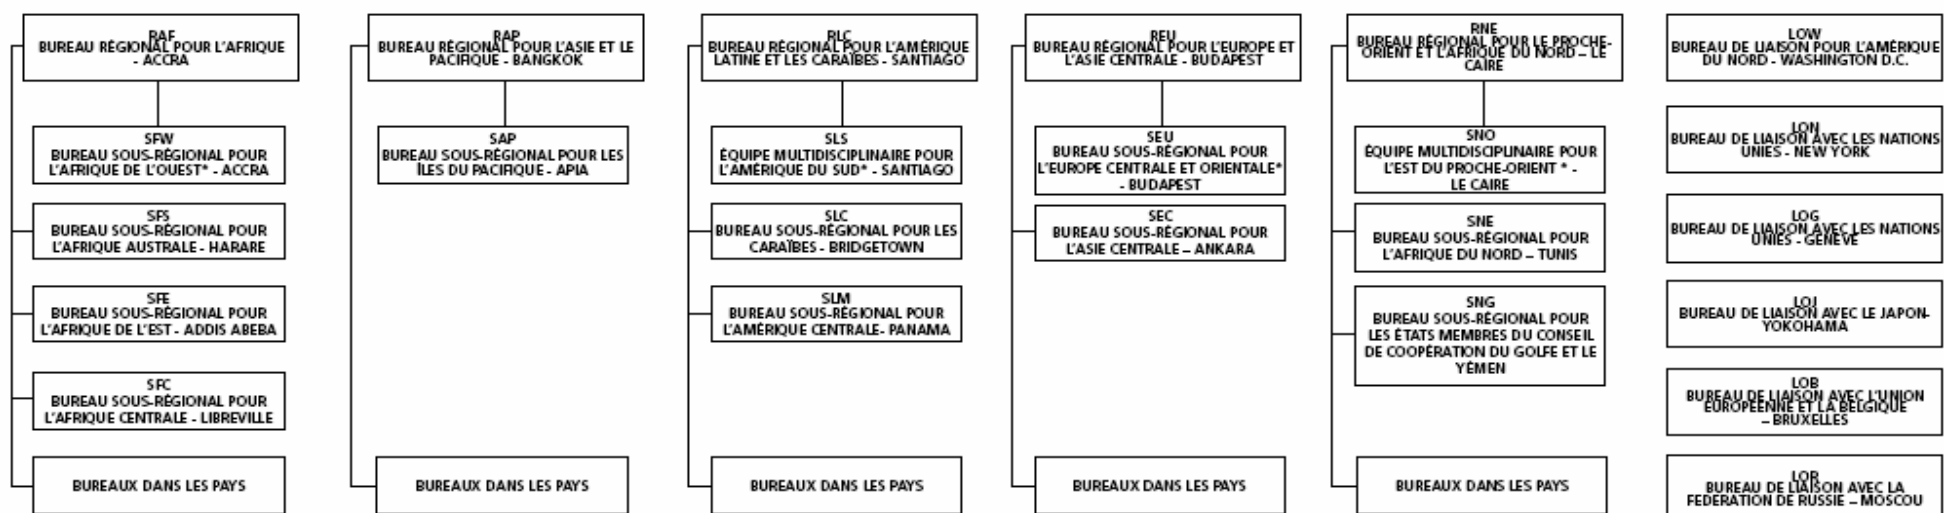 RAF
BUREAU RÉGIONAL POUR L'AFRIQUE
- ACCRA
SFW
BUREAU SOUS-RÉGIONAL POUR
L'AFRIQUE DE L'OUEST* - ACCRA
SFS
BUREAU SOUS-RÉGIONAL POUR
L'AFRIQUE AUSTRALE - HARARE
SFE
BUREAU SOUS-RÉGIONAL POUR
L'AFRIQUE DE L'EST - ADDIS ABEBA
SFC
BUREAU SOUS-RÉGIONAL POUR
L'AFRIQUE CENTRALE - LIBREVILLE
BUREAUX DANS LES PAYS
RAP
BUREAU RÉGIONAL POUR L'ASIE ET LE
PACIFIQUE - BANGKOK
SAP
BUREAU SOUS-RÉGIONAL POUR LES
ÎLES DU PACIFIQUE - APIA
BUREAUX DANS LES PAYS
RLC
BUREAU RÉGIONAL POUR L'AMÉRIQUE
LATINE ET LES CARAÏBES - SANTIAGO
SLS
ÉQUIPE MULTIDISCIPLINAIRE POUR
L'AMÉRIQUE DU SUD* - SANTIAGO
SLC
BUREAU SOUS-RÉGIONAL POUR LES
CARAÏBES - BRIDGETOWN
SLM
BUREAU SOUS-RÉGIONAL POUR
L'AMÉRIQUE CENTRALE- PANAMA
BUREAUX DANS LES PAYS
REU
BUREAU RÉGIONAL POUR L'EUROPE ET
L'ASIE CENTRALE - BUDAPEST
SEU
BUREAU SOUS-RÉGIONAL POUR
L'EUROPE CENTRALE ET ORIENTALE*
- BUDAPEST
SEC
BUREAU SOUS-RÉGIONAL POUR
L'ASIE CENTRALE – ANKARA
BUREAUX DANS LES PAYS
RNE
BUREAU RÉGIONAL POUR LE PROCHE-
ORIENT ET L'AFRIQUE DU NORD – LE
CAIRE
SNO
ÉQUIPE MULTIDISCIPLINAIRE POUR
L'EST DU PROCHE-ORIENT * -
LE CAIRE
SNE
BUREAU SOUS-RÉGIONAL POUR
L'AFRIQUE DU NORD – TUNIS
SNG
BUREAU SOUS-RÉGIONAL POUR
LES ÉTATS MEMBRES DU CONSEIL
DE COOPÉRATION DU GOLFE ET LE
YÉMEN
BUREAUX DANS LES PAYS
LOW
BUREAU DE LIAISON POUR L'AMÉRIQUE
DU NORD - WASHINGTON D.C.
LON
BUREAU DE LIAISON AVEC LES NATIONS
UNIES - NEW YORK
LOG
BUREAU DE LIAISON AVEC LES NATIONS
UNIES - GENÈVE
LOJ
BUREAU DE LIAISON AVEC LE JAPON-
YOKOHAMA
LOB
BUREAU DE LIAISON AVEC L'UNION
EUROPÉENNE ET LA BELGIQUE
– BRUXELLES
LOR
BUREAU DE LIAISON AVEC LA
FÉDÉRATION DE RUSSIE – MOSCOU